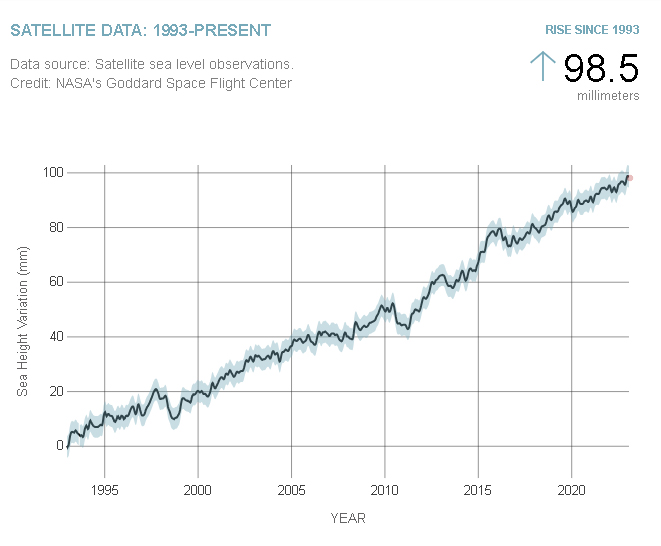 SATELLITE DATA: 1993-PRESENT
Data source: Satellite sea level observations.
Credit: NASA's Goddard Space Flight Center
RISE SINCE 1993
98.5
millimeters
Sea Height Variation (mm)
100
80
60
40
20
0
1995 2000 2005 2010 2015 2020
YEAR